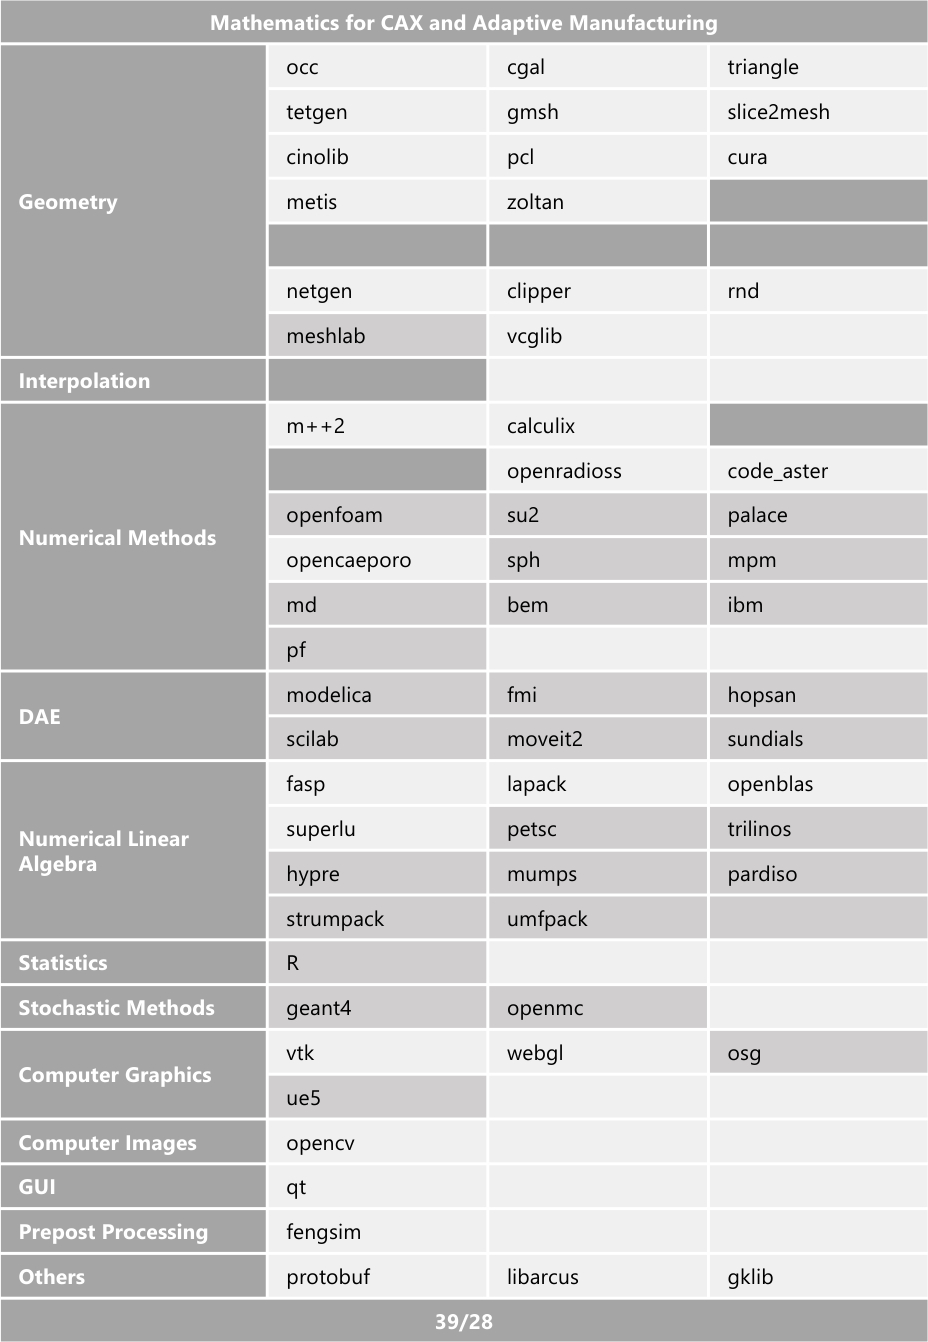 Mathematics for CAX and Adaptive Manufacturing
Geometry
occ cgal triangle
tetgen gmsh slice2mesh
cinolib pcl cura
metis zoltan
netgen clipper rnd
meshlab vcglib
Interpolation
Numerical Methods
m++2 calculix
openradioss code_aster
openfoam su2 palace
opencaeporo sph mpm
md bem ibm
pf
DAE
modelica fmi hopsan
scilab moveit2 sundials
Numerical Linear
Algebra
fasp lapack openblas
superlu petsc trilinos
hypre mumps pardiso
strumpack umfpack
Statistics R
Stochastic Methods geant4 openmc
Computer Graphics
vtk webgl osg
ue5
Computer Images opencv
GUI qt
Prepost Processing fengsim
Others protobuf libarcus gklib
39/28